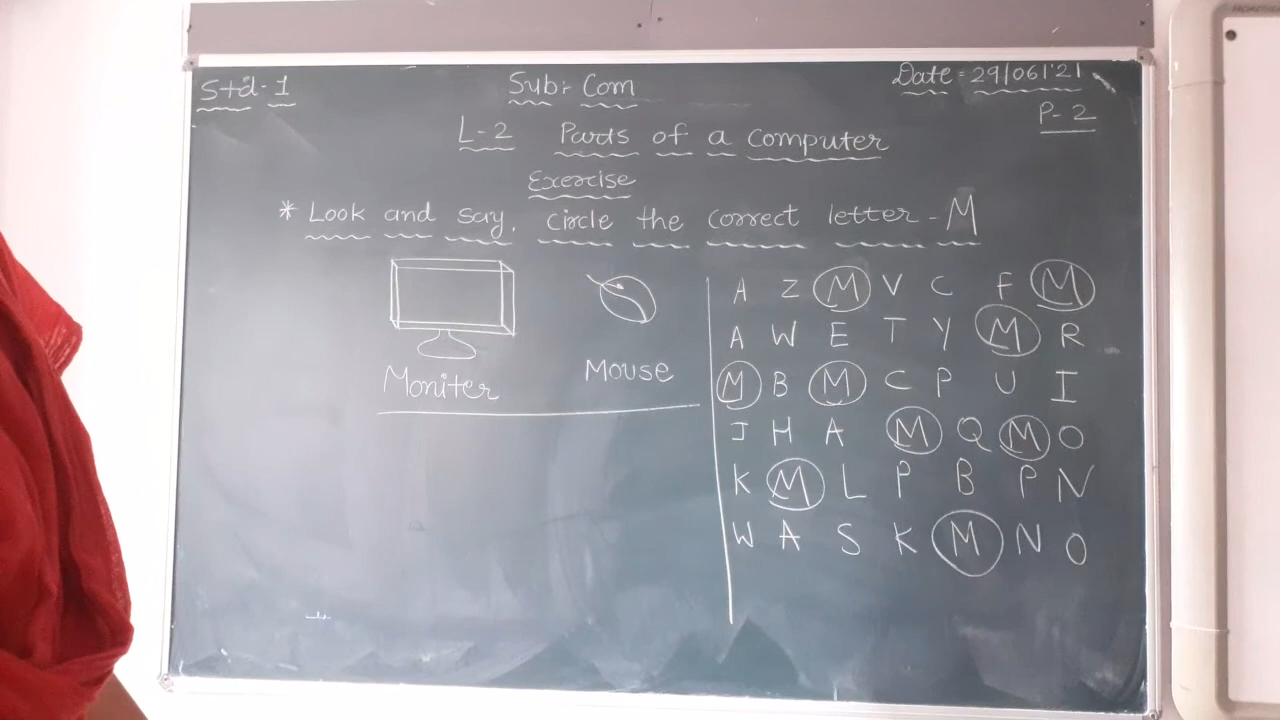 Std-1 Sub:- Com Date:- 29/06/21
P-2
L-2 Parts of a computer
Exercise
* Look and say, circle the correct letter - M
Moniter Mouse
A Z M V C F M
A W E T Y M R
M B M C P U I
J H A M Q M O
K M L P B P N
W A S K M N O